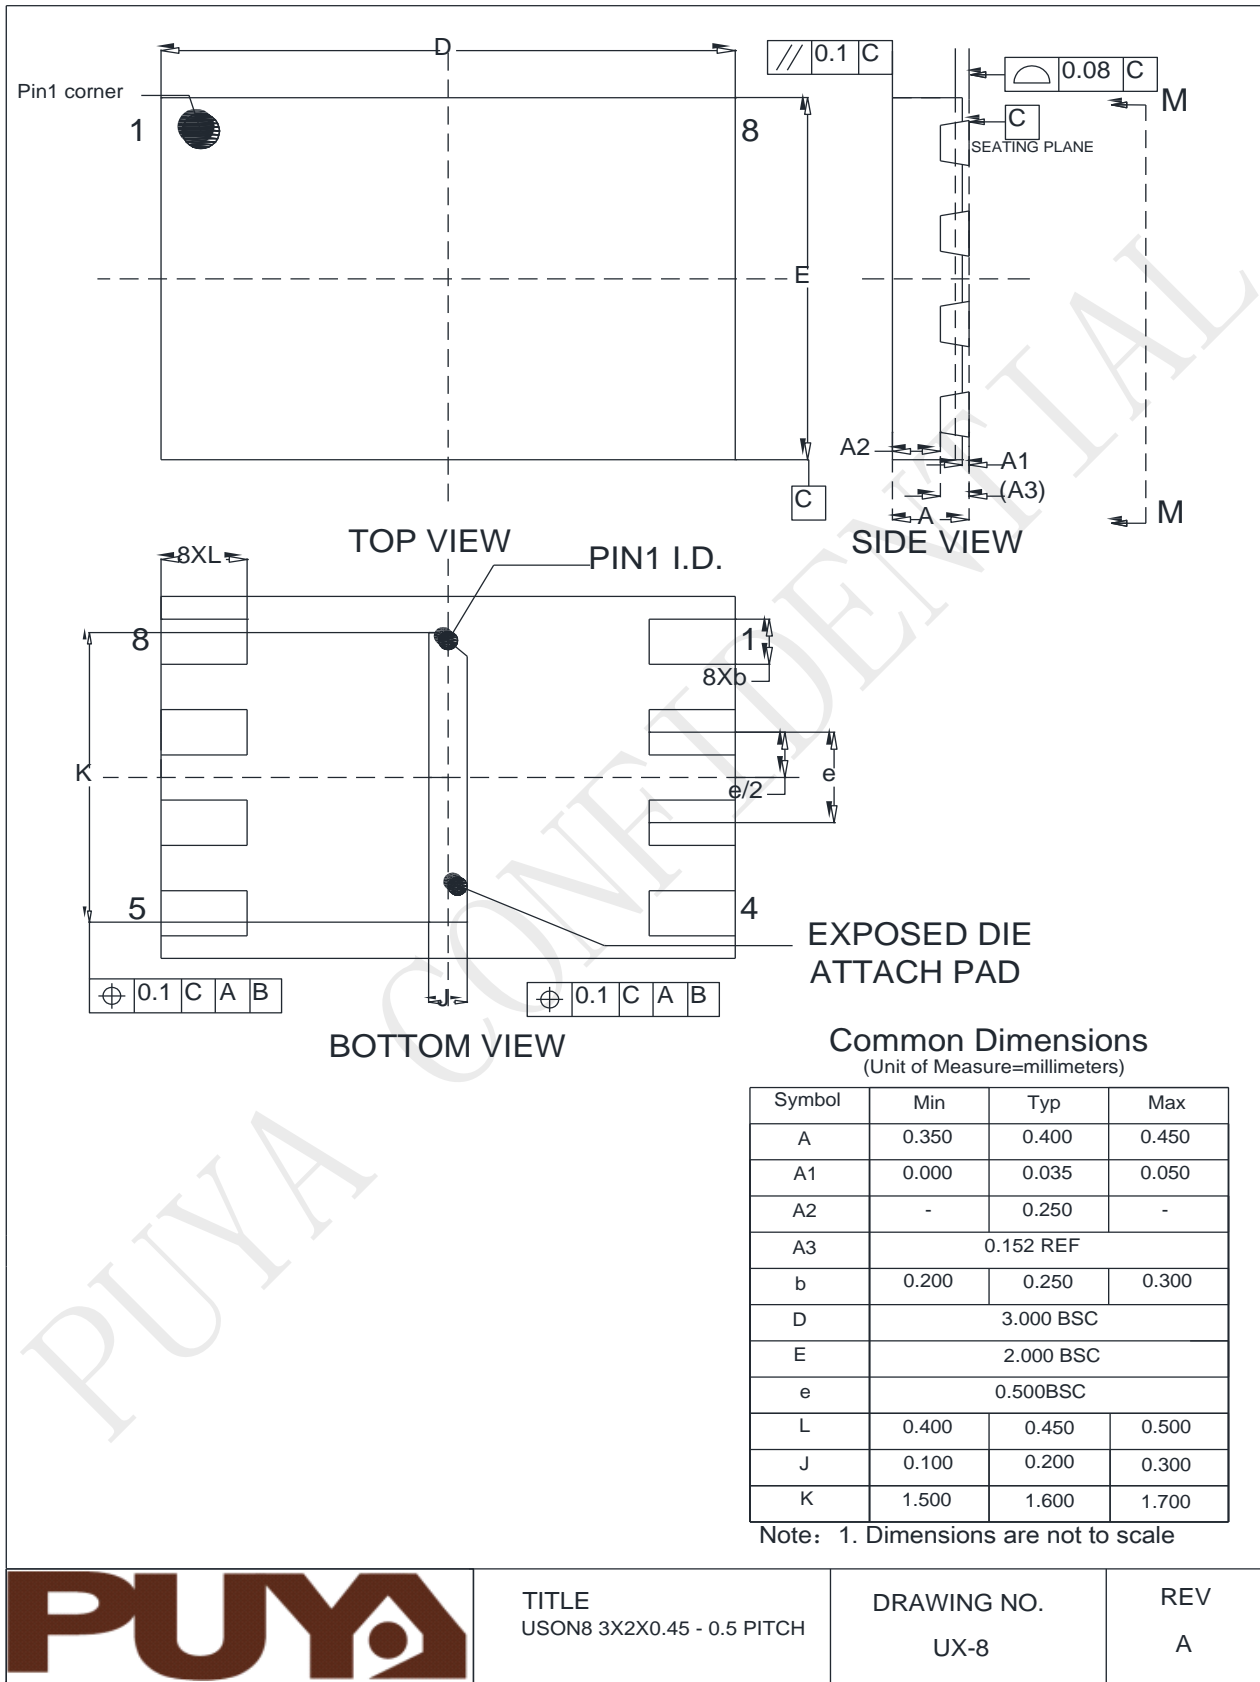 D
// 0.1 C
0.08 C
Pin1 corner
M
1
8
C
SEATING PLANE
E
A2
A1
(A3)
C
A
M
TOP VIEW
SIDE VIEW
8XL
PIN1 I.D.
8
1
8Xb
K
e/2
e
5
4
EXPOSED DIE
ATTACH PAD
0.1 C A B
J
0.1 C A B
BOTTOM VIEW
Common Dimensions
(Unit of Measure=millimeters)
Symbol Min Typ Max
A 0.350 0.400 0.450
A1 0.000 0.035 0.050
A2 - 0.250 -
A3 0.152 REF
b 0.200 0.250 0.300
D 3.000 BSC
E 2.000 BSC
e 0.500BSC
L 0.400 0.450 0.500
J 0.100 0.200 0.300
K 1.500 1.600 1.700
Note：1. Dimensions are not to scale
PUYA CONFIDENTIAL
PUYA
TITLE
USON8 3X2X0.45 - 0.5 PITCH
DRAWING NO.
UX-8
REV
A